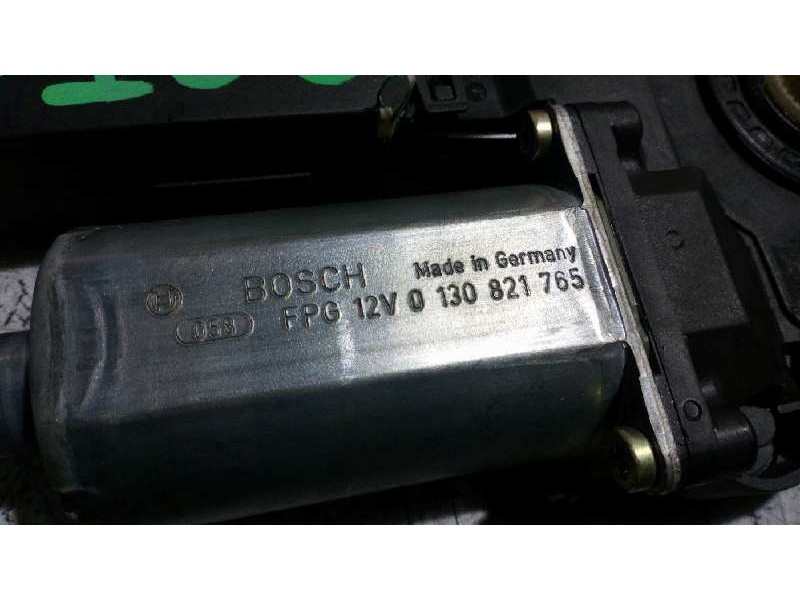 BOSCH Made in Germany
058 FPG 12V 0 130 821 765